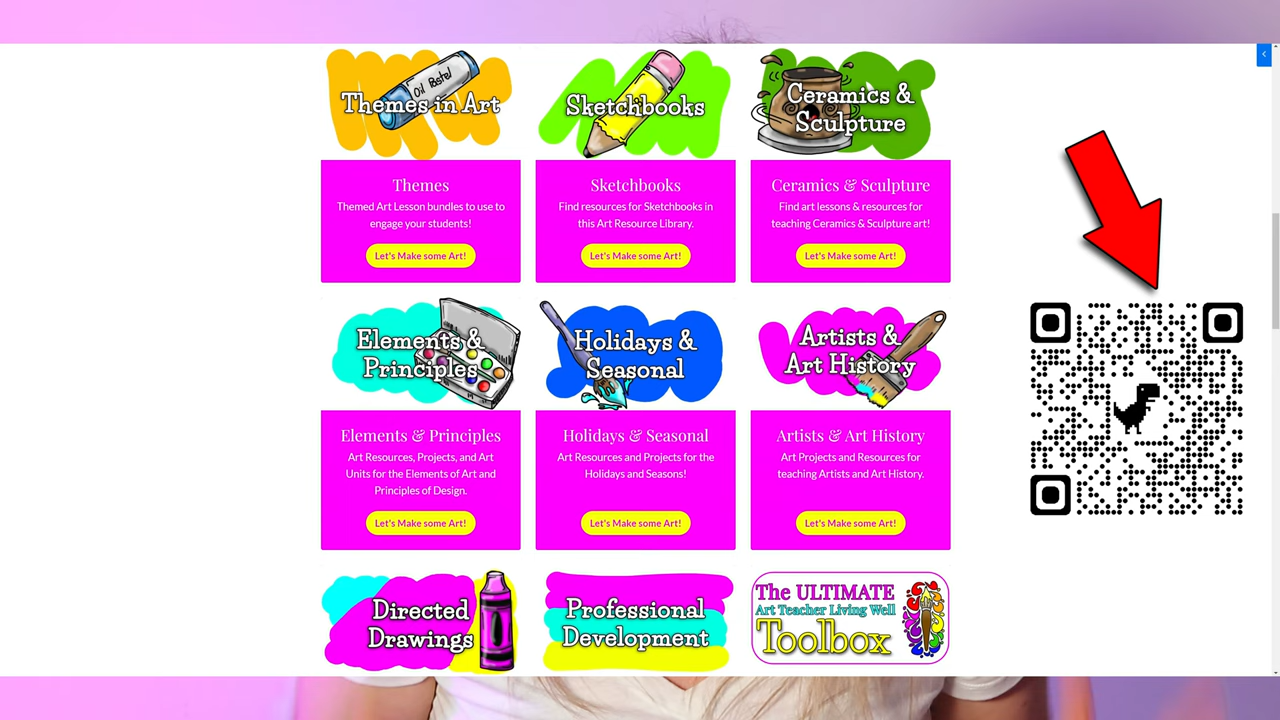 Oil Pastel
Themes in Art
Sketchbooks
Ceramics &
Sculpture
Themes
Themed Art Lesson bundles to use to
engage your students!
Let's Make some Art!
Sketchbooks
Find resources for Sketchbooks in
this Art Resource Library.
Let's Make some Art!
Ceramics & Sculpture
Find art lessons & resources for
teaching Ceramics & Sculpture art!
Let's Make some Art!
Elements &
Principles
Holidays &
Seasonal
Artists &
Art History
Elements & Principles
Art Resources, Projects, and Art
Units for the Elements of Art and
Principles of Design.
Let's Make some Art!
Holidays & Seasonal
Art Resources and Projects for the
Holidays and Seasons!
Let's Make some Art!
Artists & Art History
Art Projects and Resources for
teaching Artists and Art History.
Let's Make some Art!
Directed
Drawings
Professional
Development
The ULTIMATE
Art Teacher Living Well
Toolbox